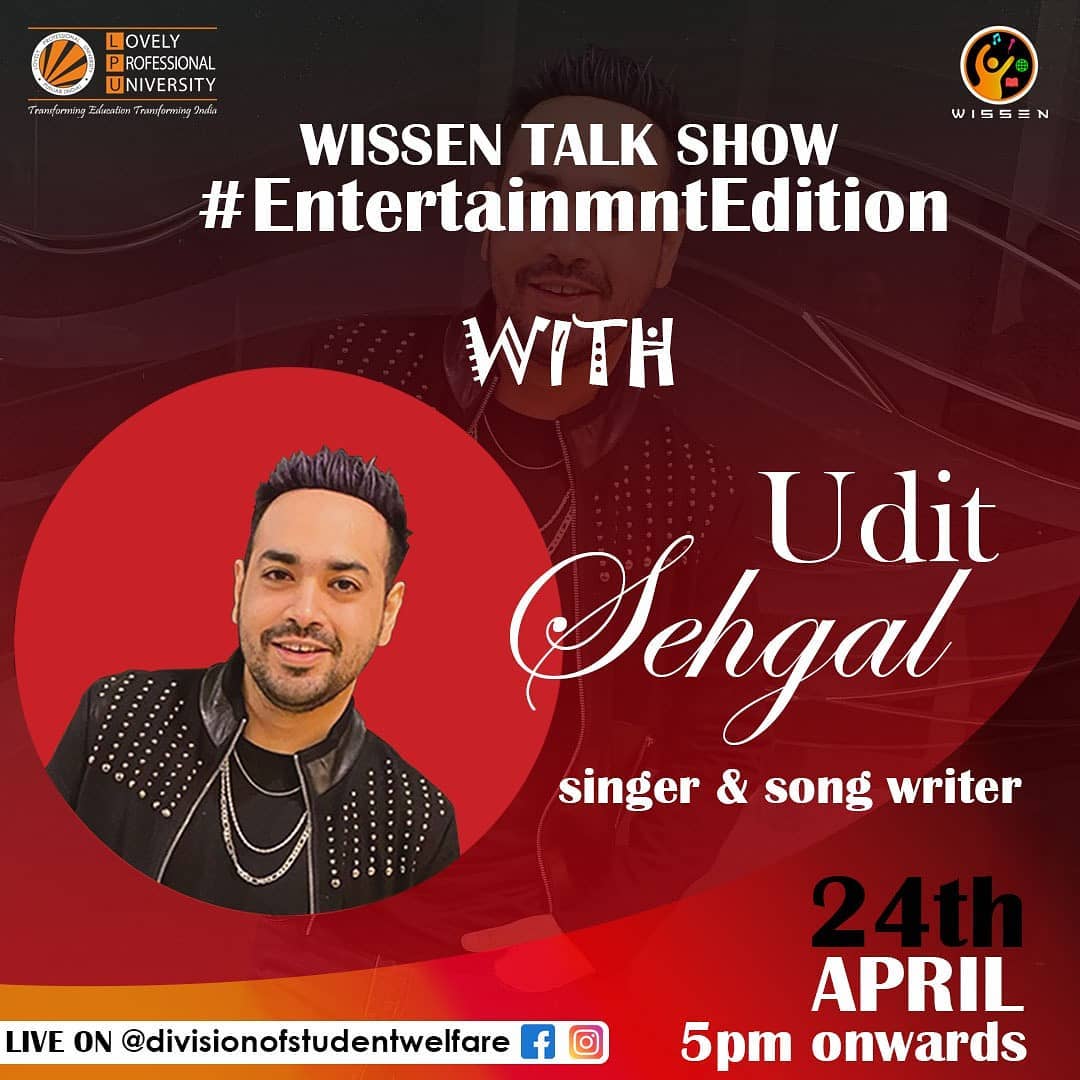 LOVELY
PROFESSIONAL
UNIVERSITY
Transforming Education Transforming India
WISSEN
WISSEN TALK SHOW
#EntertainmntEdition
WITH
Udit
Sehgal
singer & song writer
24th
APRIL
5pm onwards
LIVE ON @divisionofstudentwelfare